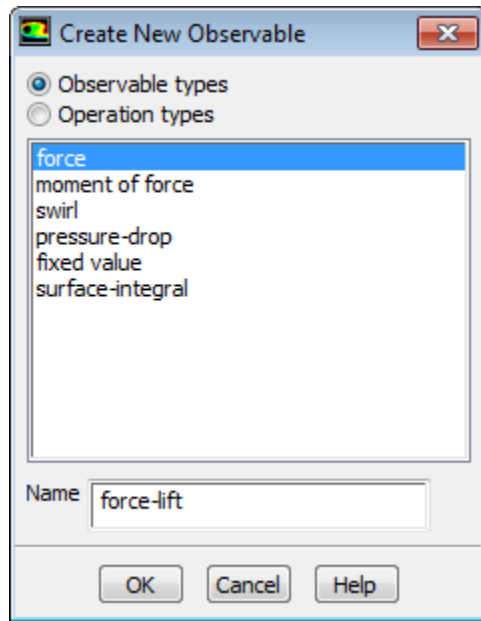 Create New Observable
Observable types
Operation types
force
moment of force
swirl
pressure-drop
fixed value
surface-integral
Name force-lift
OK Cancel Help